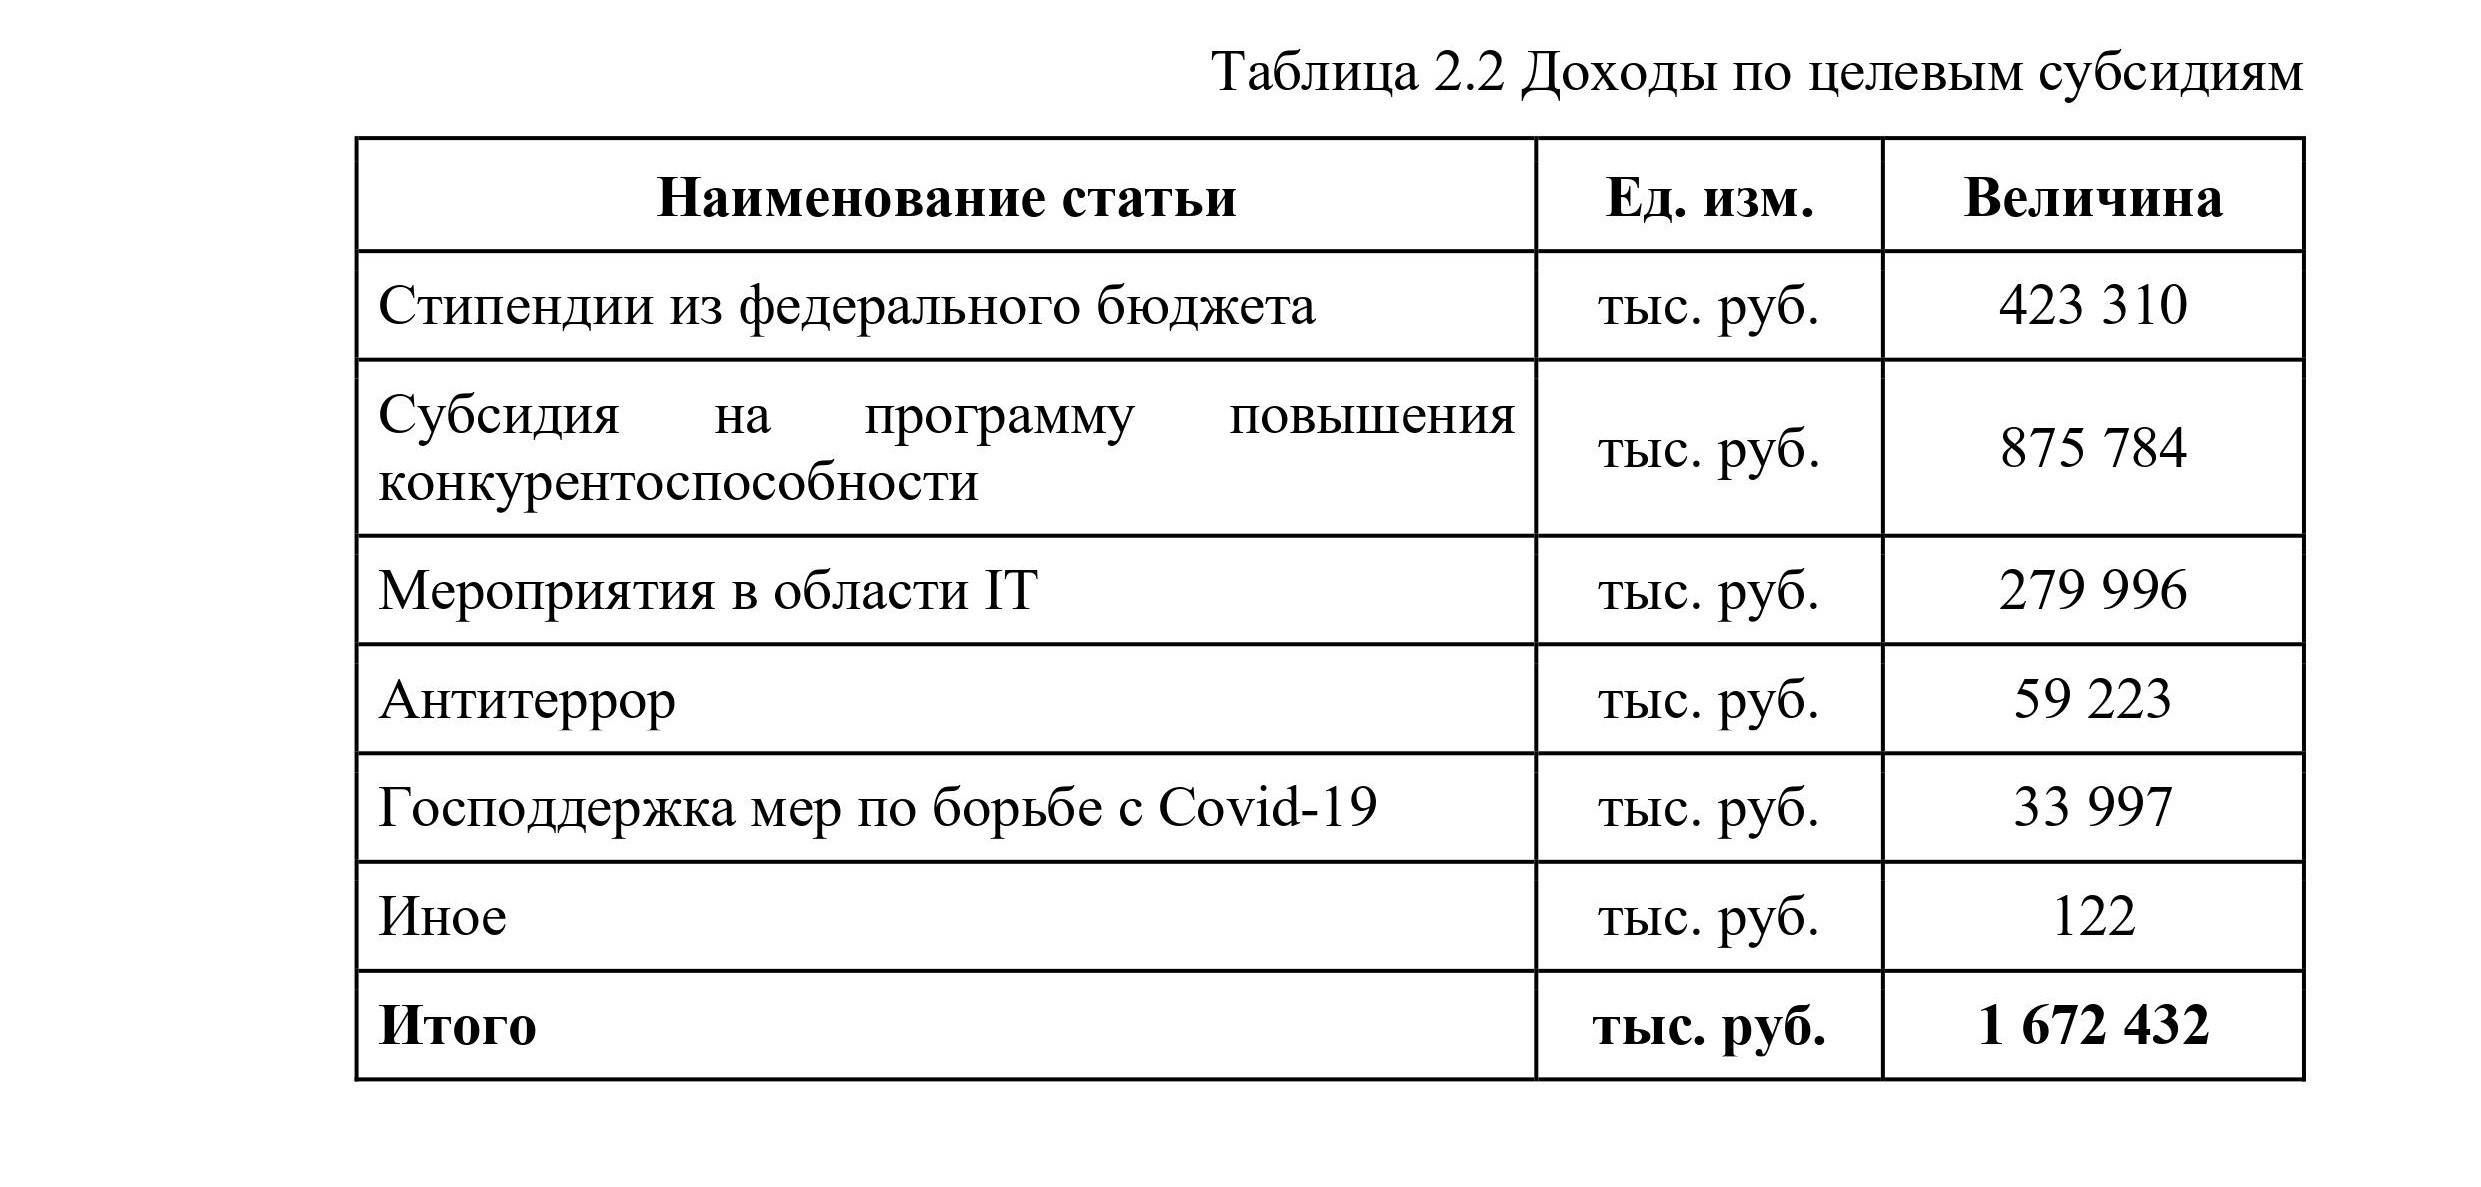 Таблица 2.2 Доходы по целевым субсидиям
Наименование статьи Ед. изм. Величина
Стипендии из федерального бюджета тыс. руб. 423 310
Субсидия на программу повышения
конкурентоспособности тыс. руб. 875 784
Мероприятия в области IT тыс. руб. 279 996
Антитеррор тыс. руб. 59 223
Господдержка мер по борьбе с Covid-19 тыс. руб. 33 997
Иное тыс. руб. 122
Итого тыс. руб. 1 672 432